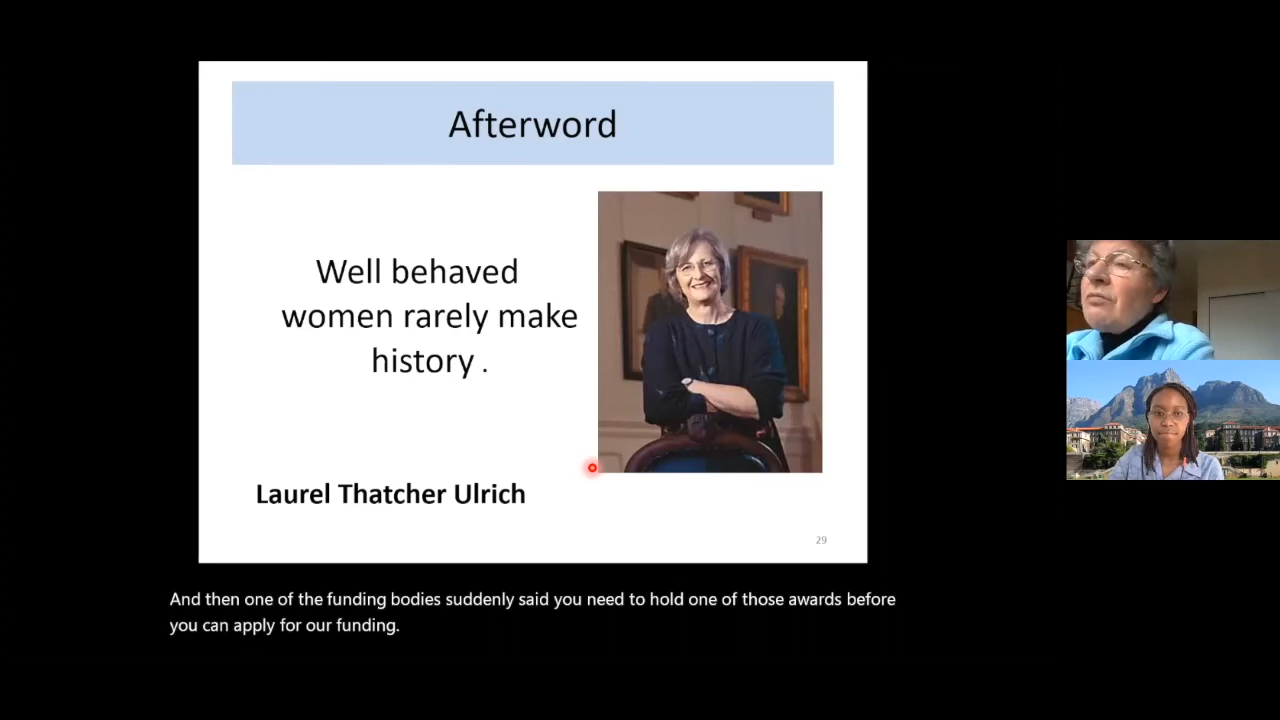 Afterword
Well behaved
women rarely make
history .
Laurel Thatcher Ulrich
29
And then one of the funding bodies suddenly said you need to hold one of those awards before
you can apply for our funding.